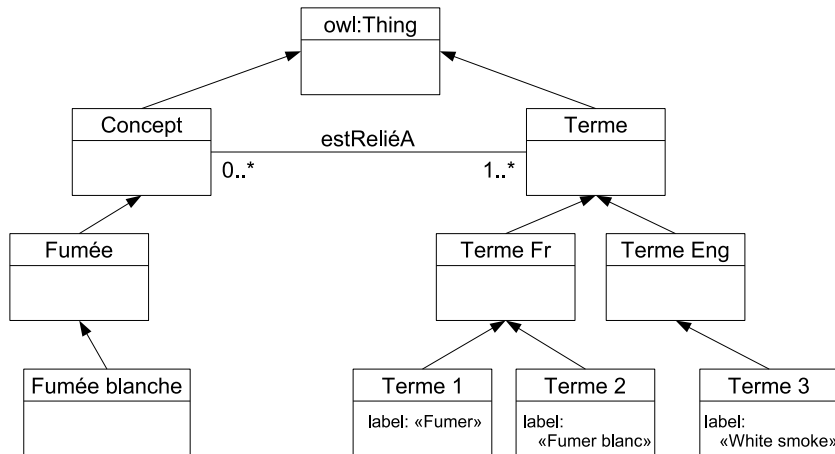 owl:Thing
Concept
Terme
estReliéA
0..*
1..*
Fumée
Terme Fr
Terme Eng
Fumée blanche
Terme 1
Terme 2
Terme 3
label: «Fumer»
label:
«Fumer blanc»
label:
«White smoke»